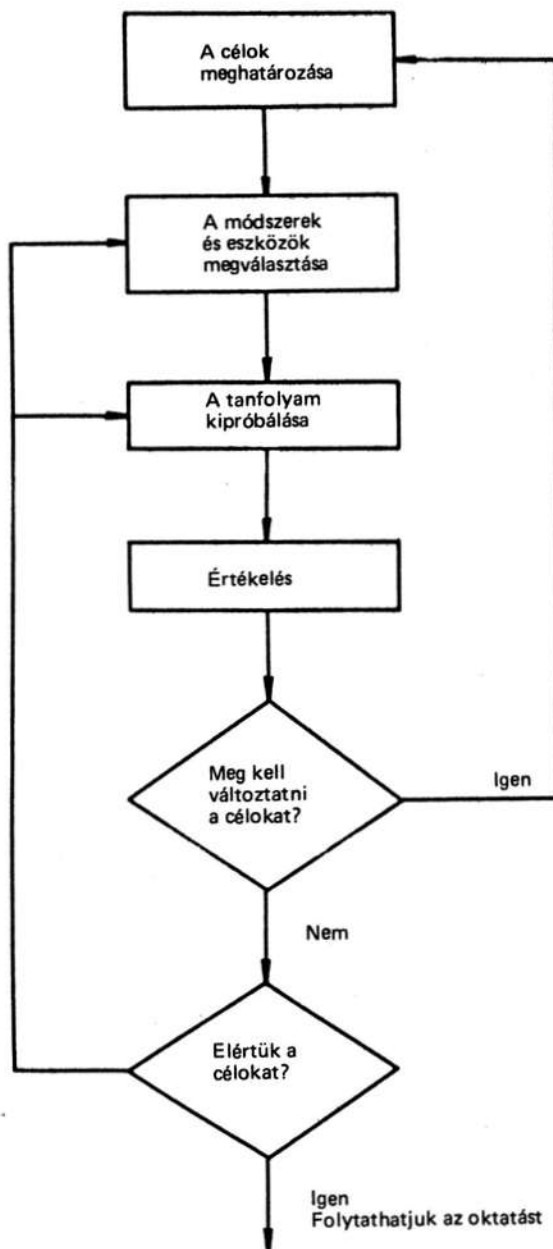 A célok
meghatározása
A módszerek
és eszközök
megválasztása
A tanfolyam
kipróbálása
Értékelés
Meg kell
változtatni
a célokat?
Igen
Nem
Elértük a
célokat?
Igen
Folytathatjuk az oktatást